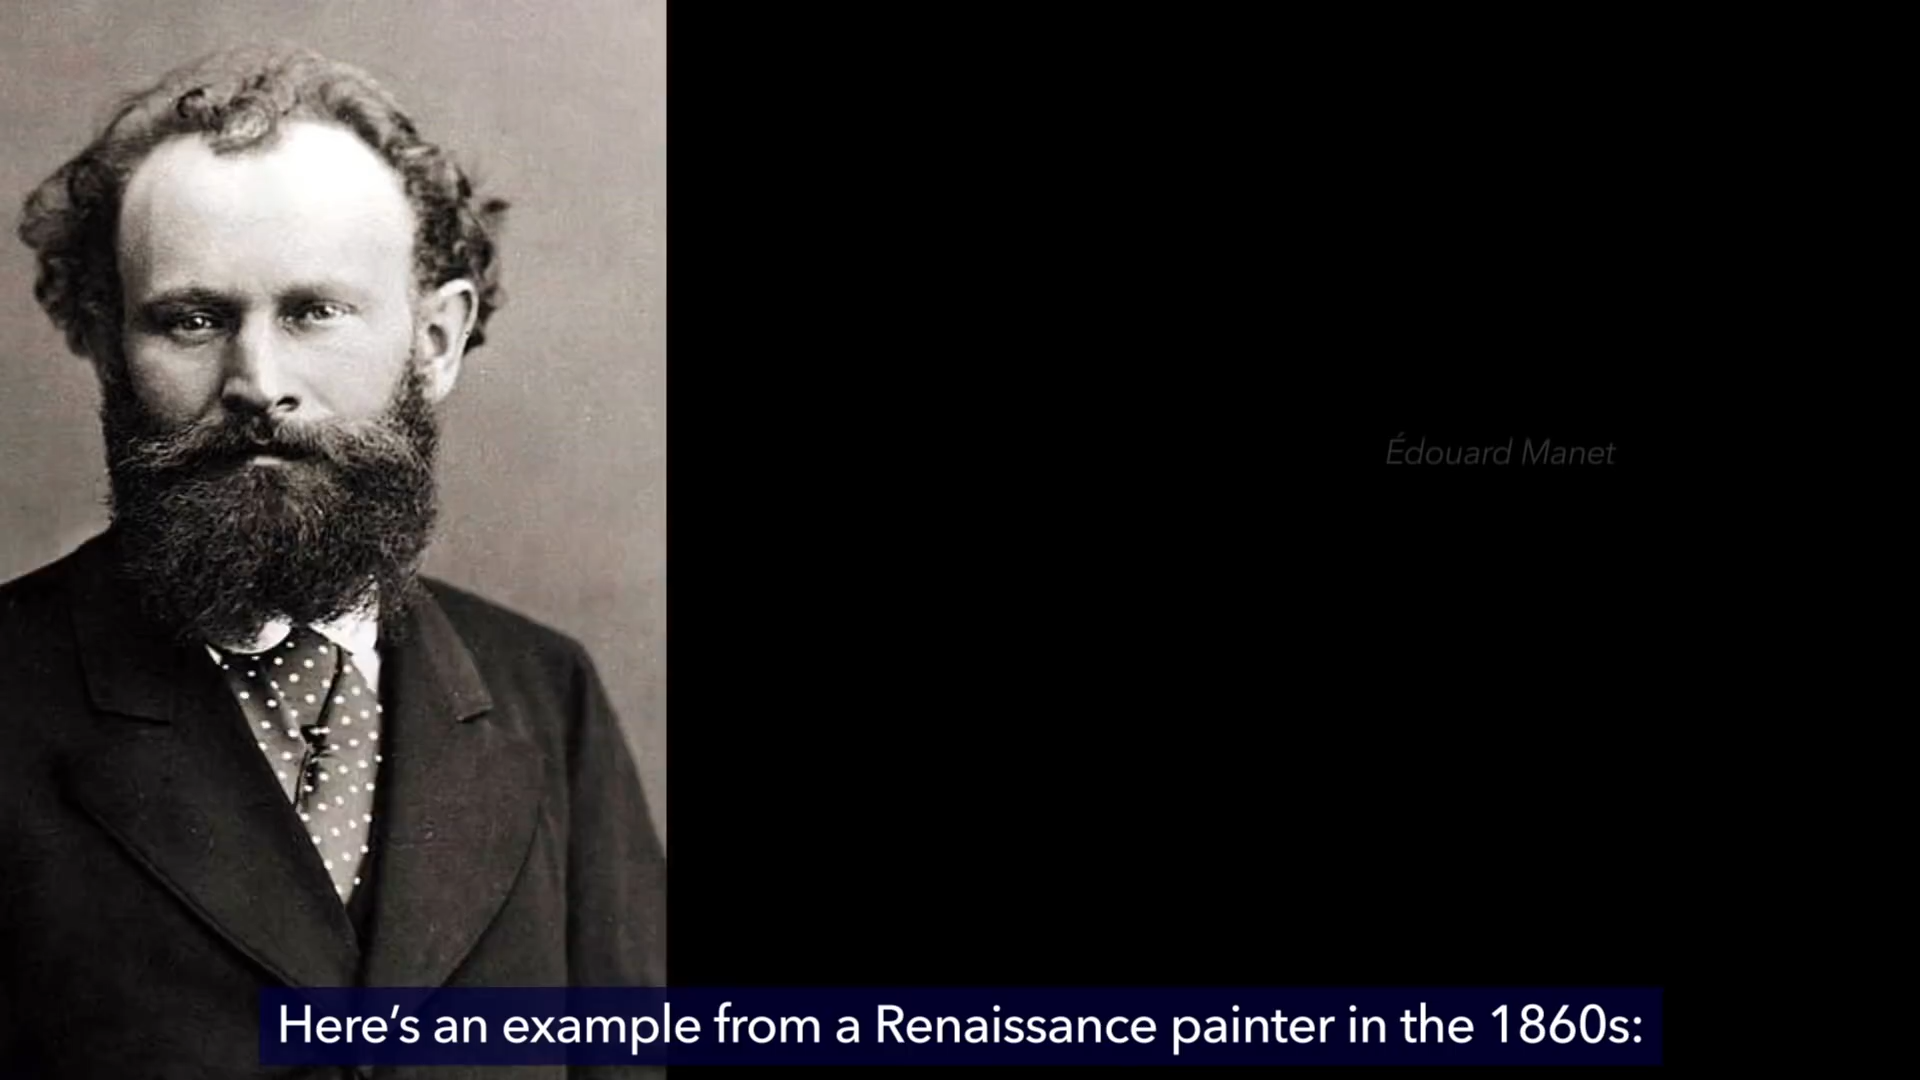 Édouard Manet
Here's an example from a Renaissance painter in the 1860s: